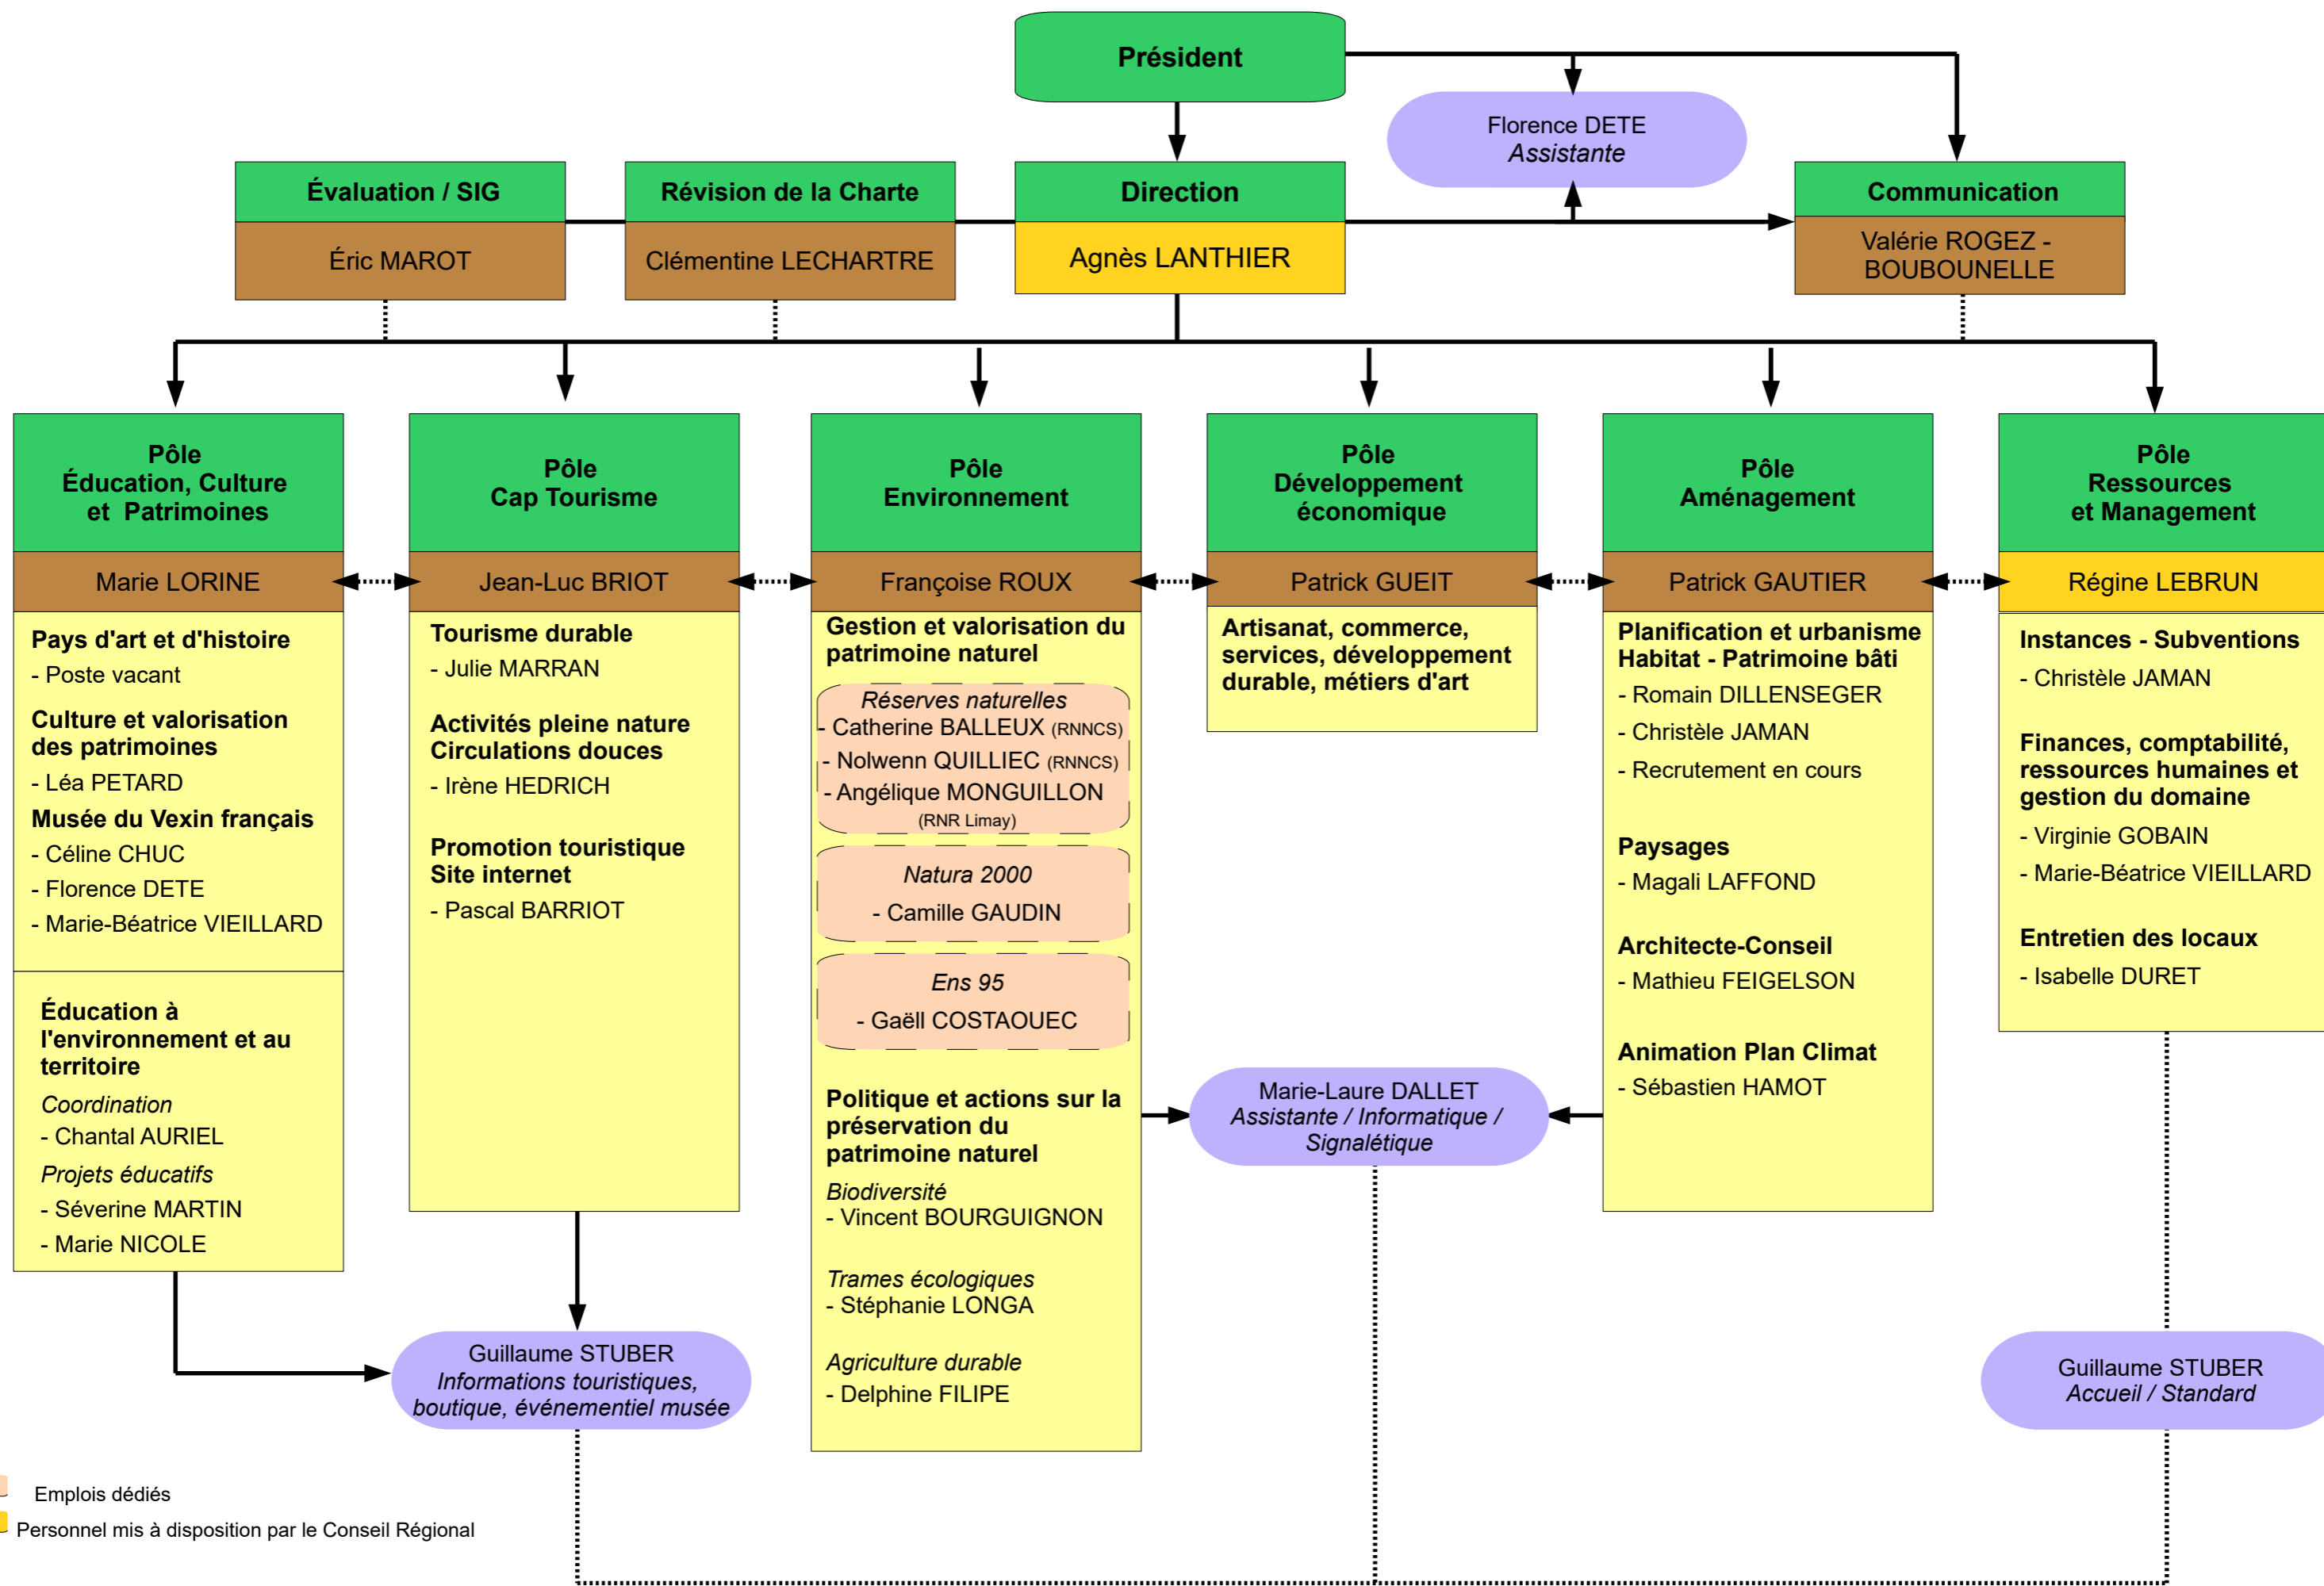 Président
Florence DETE
Assistante
Évaluation / SIG
Éric MAROT
Révision de la Charte
Clémentine LECHARTRE
Direction
Agnès LANTHIER
Communication
Valérie ROGEZ -
BOUBOUNELLE
Pôle
Éducation, Culture
et Patrimoines
Marie LORINE
Pays d'art et d'histoire
- Poste vacant
Culture et valorisation
des patrimoines
- Léa PETARD
Musée du Vexin français
- Céline CHUC
- Florence DETE
- Marie-Béatrice VIEILLARD
Éducation à
l'environnement et au
territoire
Coordination
- Chantal AURIEL
Projets éducatifs
- Séverine MARTIN
- Marie NICOLE
Pôle
Cap Tourisme
Jean-Luc BRIOT
Tourisme durable
- Julie MARRAN
Activités pleine nature
Circulations douces
- Irène HEDRICH
Promotion touristique
Site internet
- Pascal BARRIOT
Guillaume STUBER
Informations touristiques,
boutique, événementiel musée
Pôle
Environnement
Françoise ROUX
Gestion et valorisation du
patrimoine naturel
Réserves naturelles
- Catherine BALLEUX (RNNCS)
- Nolwenn QUILLIEC (RNNCS)
- Angélique MONGUILLON
(RNR Limay)
Natura 2000
- Camille GAUDIN
Ens 95
- Gaëll COSTAOUEC
Politique et actions sur la
préservation du
patrimoine naturel
Biodiversité
- Vincent BOURGUIGNON
Trames écologiques
- Stéphanie LONGA
Agriculture durable
- Delphine FILIPE
Pôle
Développement
économique
Patrick GUEIT
Artisanat, commerce,
services, développement
durable, métiers d'art
Marie-Laure DALLET
Assistante / Informatique /
Signalétique
Pôle
Aménagement
Patrick GAUTIER
Planification et urbanisme
Habitat - Patrimoine bâti
- Romain DILLENSEGER
- Christèle JAMAN
- Recrutement en cours
Paysages
- Magali LAFFOND
Architecte-Conseil
- Mathieu FEIGELSON
Animation Plan Climat
- Sébastien HAMOT
Pôle
Ressources
et Management
Régine LEBRUN
Instances - Subventions
- Christèle JAMAN
Finances, comptabilité,
ressources humaines et
gestion du domaine
- Virginie GOBAIN
- Marie-Béatrice VIEILLARD
Entretien des locaux
- Isabelle DURET
Guillaume STUBER
Accueil / Standard
Emplois dédiés
Personnel mis à disposition par le Conseil Régional